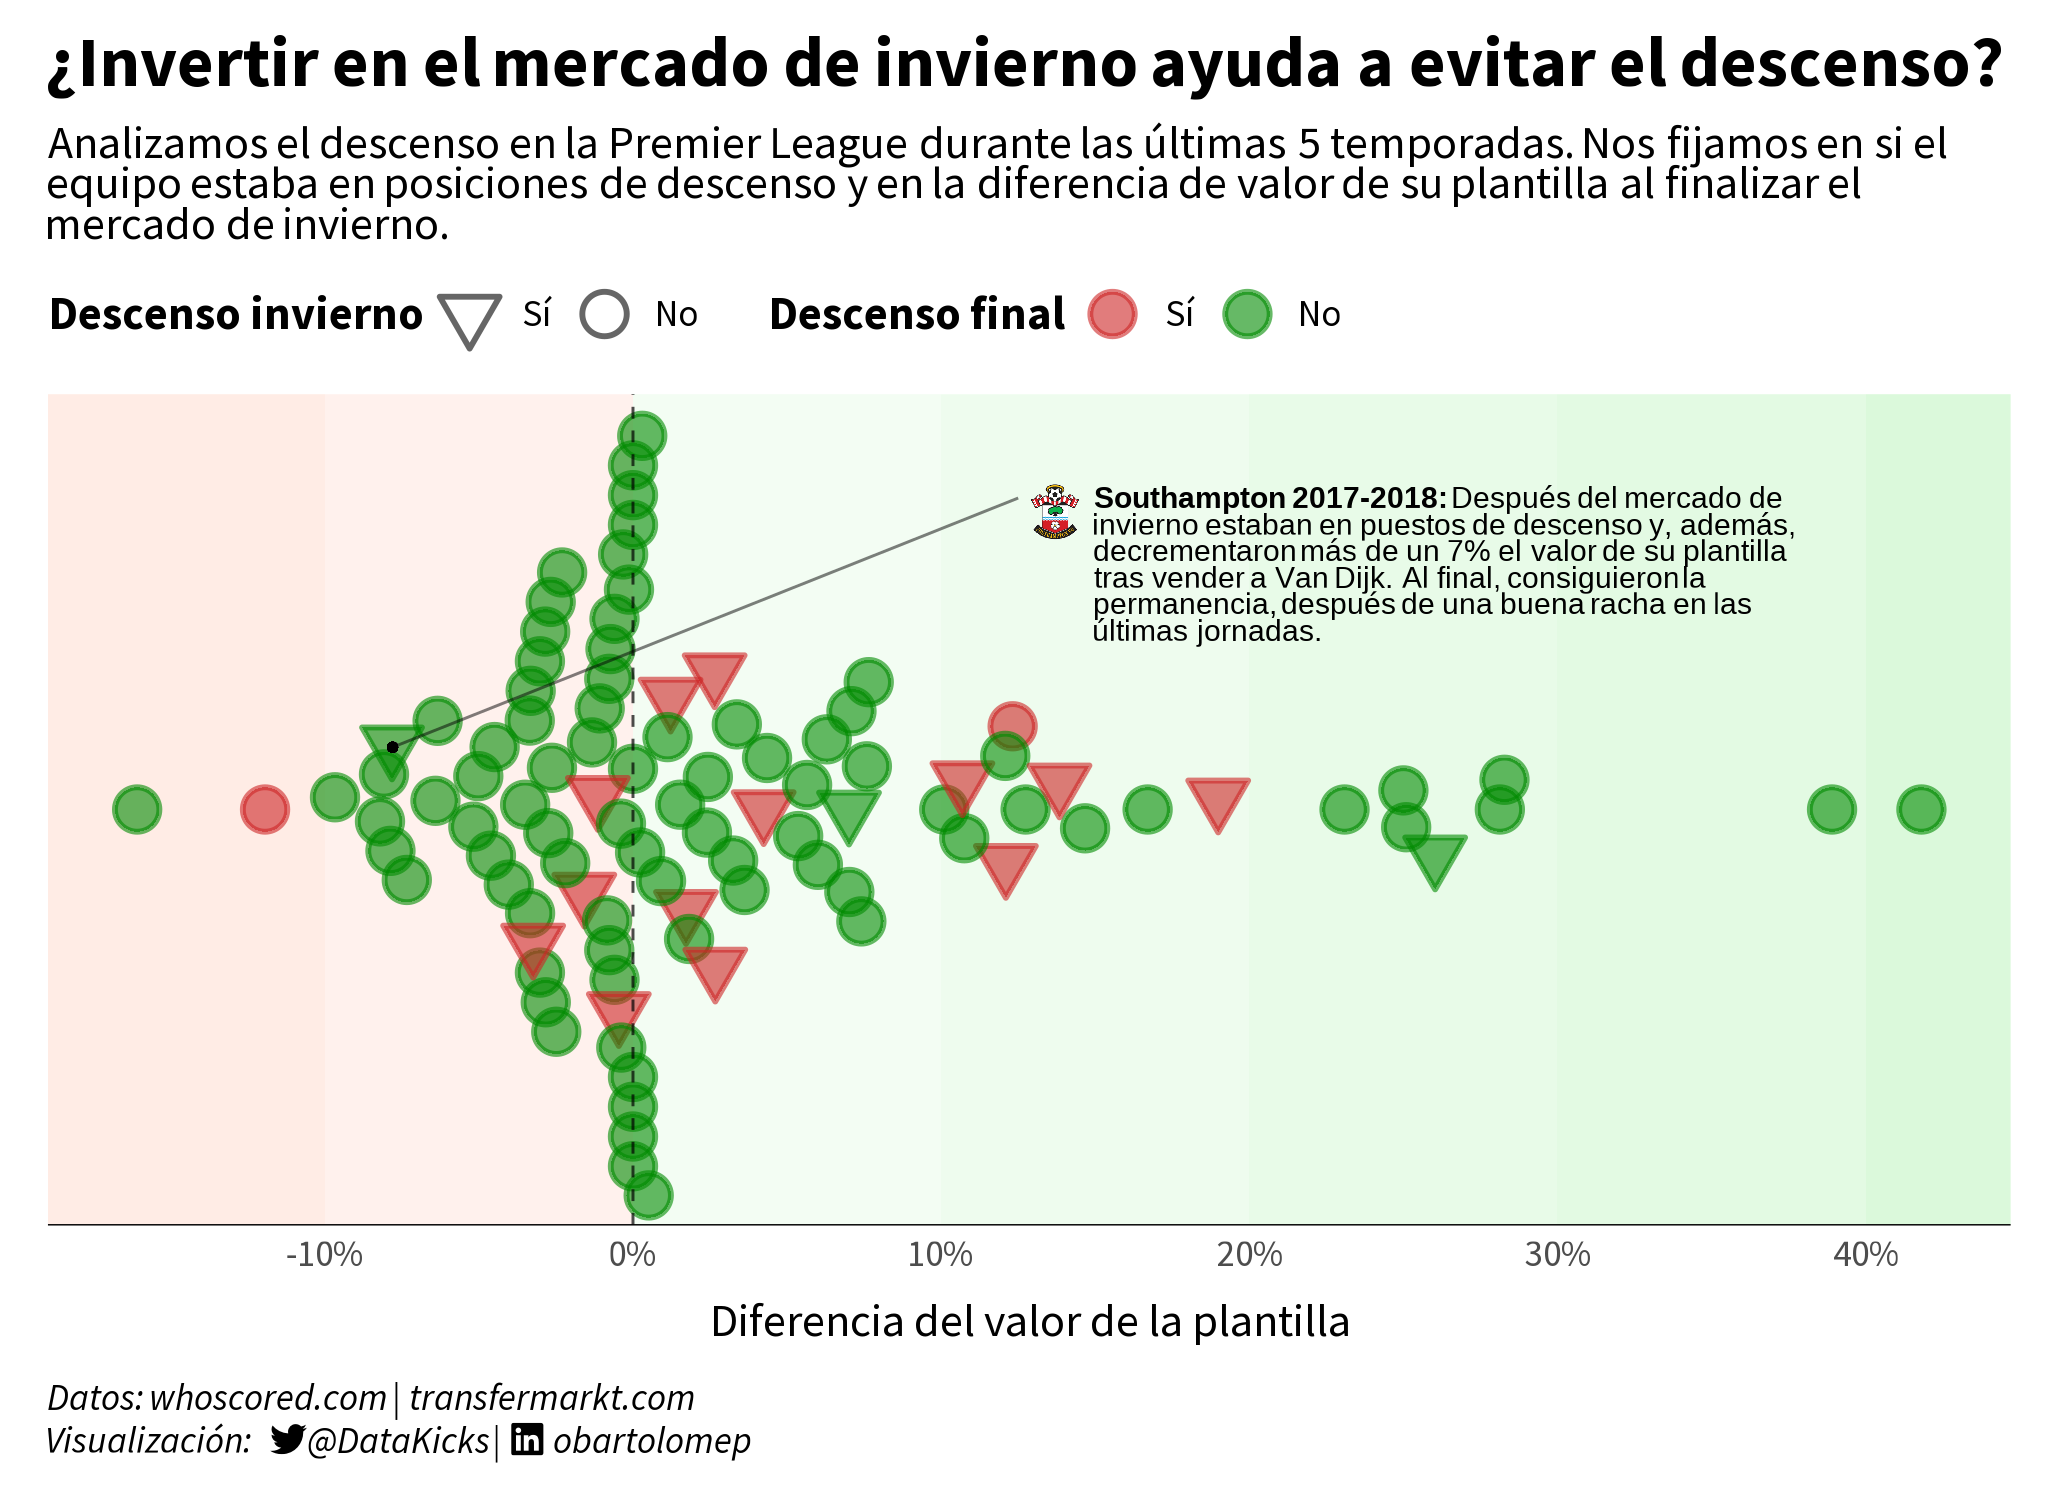 ¿Invertir en el mercado de invierno ayuda a evitar el descenso?
Analizamos el descenso en la Premier League durante las últimas 5 temporadas. Nos fijamos en si el
equipo estaba en posiciones de descenso y en la diferencia de valor de su plantilla al finalizar el
mercado de invierno.
Descenso invierno Sí No Descenso final Sí No
Southampton 2017-2018: Después del mercado de
invierno estaban en puestos de descenso y, además,
decrementaron más de un 7% el valor de su plantilla
tras vender a Van Dijk. Al final, consiguieron la
permanencia, después de una buena racha en las
últimas jornadas.
-10% 0% 10% 20% 30% 40%
Diferencia del valor de la plantilla
Datos: whoscored.com | transfermarkt.com
Visualización: @DataKicks | in obartolomep